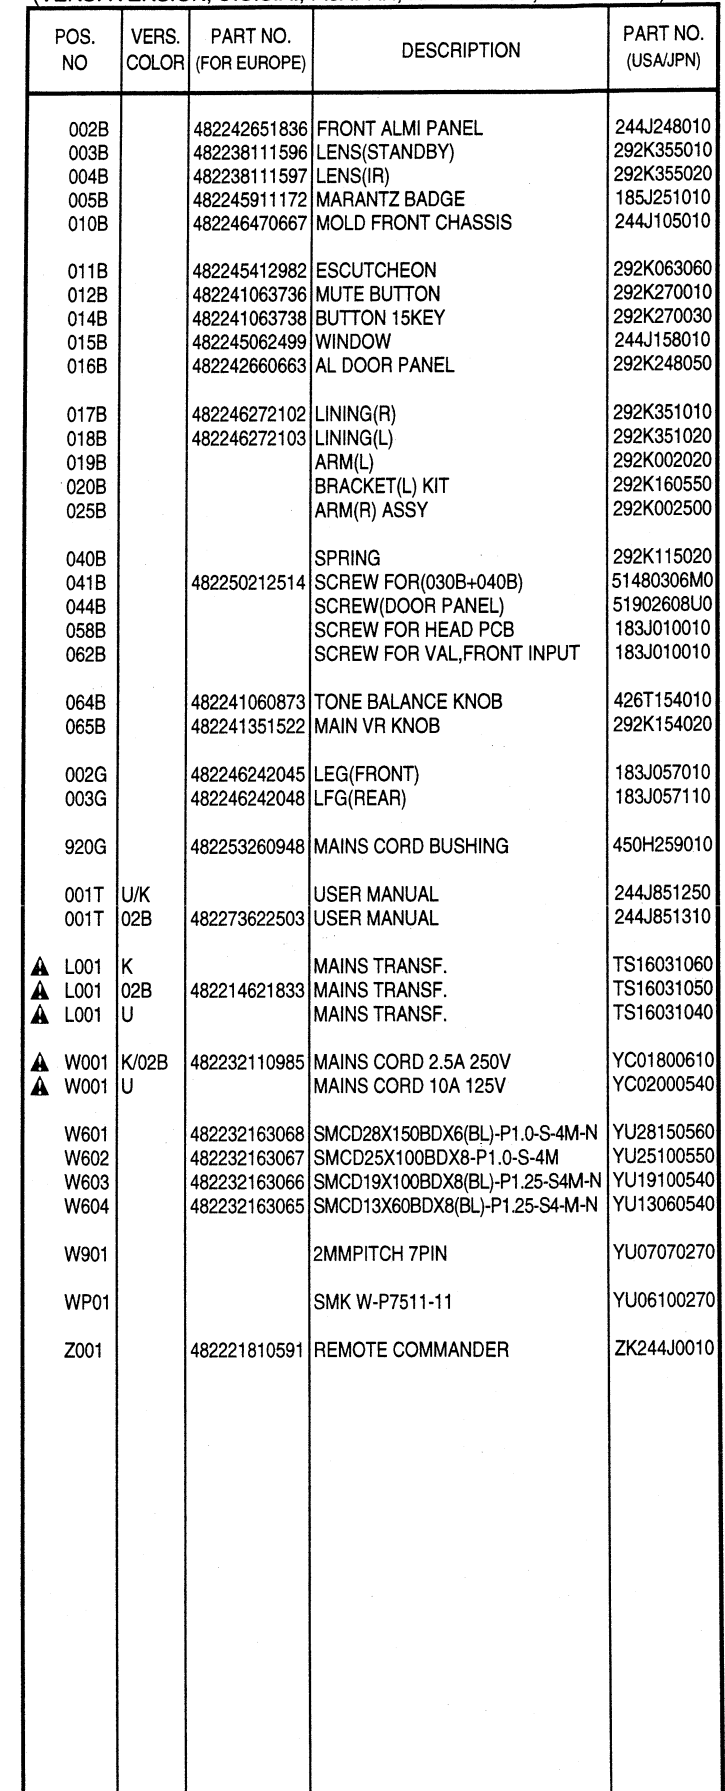 POS. NO VERS. COLOR PART NO. (FOR EUROPE) DESCRIPTION PART NO. (USA/JPN)
002B 482242651836 FRONT ALMI PANEL 244J248010
003B 482238111596 LENS(STANDBY) 292K355010
004B 482238111597 LENS(IR) 292K355020
005B 482245911172 MARANTZ BADGE 185J251010
010B 482246470667 MOLD FRONT CHASSIS 244J105010
011B 482245412982 ESCUTCHEON 292K063060
012B 482241063736 MUTE BUTTON 292K270010
014B 482241063738 BUTTON 15KEY 292K270030
015B 482245062499 WINDOW 244J158010
016B 482242660663 AL DOOR PANEL 292K248050
017B 482246272102 LINING(R) 292K351010
018B 482246272103 LINING(L) 292K351020
019B ARM(L) 292K002020
020B BRACKET(L) KIT 292K160550
025B ARM(R) ASSY 292K002500
040B SPRING 292K115020
041B 482250212514 SCREW FOR(030B+040B) 51480306M0
044B SCREW(DOOR PANEL) 51902608U0
058B SCREW FOR HEAD PCB 183J010010
062B SCREW FOR VAL,FRONT INPUT 183J010010
064B 482241060873 TONE BALANCE KNOB 426T154010
065B 482241351522 MAIN VR KNOB 292K154020
002G 482246242045 LEG(FRONT) 183J057010
003G 482246242048 LFG(REAR) 183J057110
920G 482253260948 MAINS CORD BUSHING 450H259010
001T U/K USER MANUAL 244J851250
001T 02B 482273622503 USER MANUAL 244J851310
L001 K MAINS TRANSF. TS16031060
L001 02B 482214621833 MAINS TRANSF. TS16031050
L001 U MAINS TRANSF. TS16031040
W001 K/02B 482232110985 MAINS CORD 2.5A 250V YC01800610
W001 U MAINS CORD 10A 125V YC02000540
W601 482232163068 SMCD28X150BDX6(BL)-P1.0-S-4M-N YU28150560
W602 482232163067 SMCD25X100BDX8-P1.0-S-4M YU25100550
W603 482232163066 SMCD19X100BDX8(BL)-P1.25-S4M-N YU19100540
W604 482232163065 SMCD13X60BDX8(BL)-P1.25-S4-M-N YU13060540
W901 2MMPITCH 7PIN YU07070270
WP01 SMK W-P7511-11 YU06100270
Z001 482221810591 REMOTE COMMANDER ZK244J0010